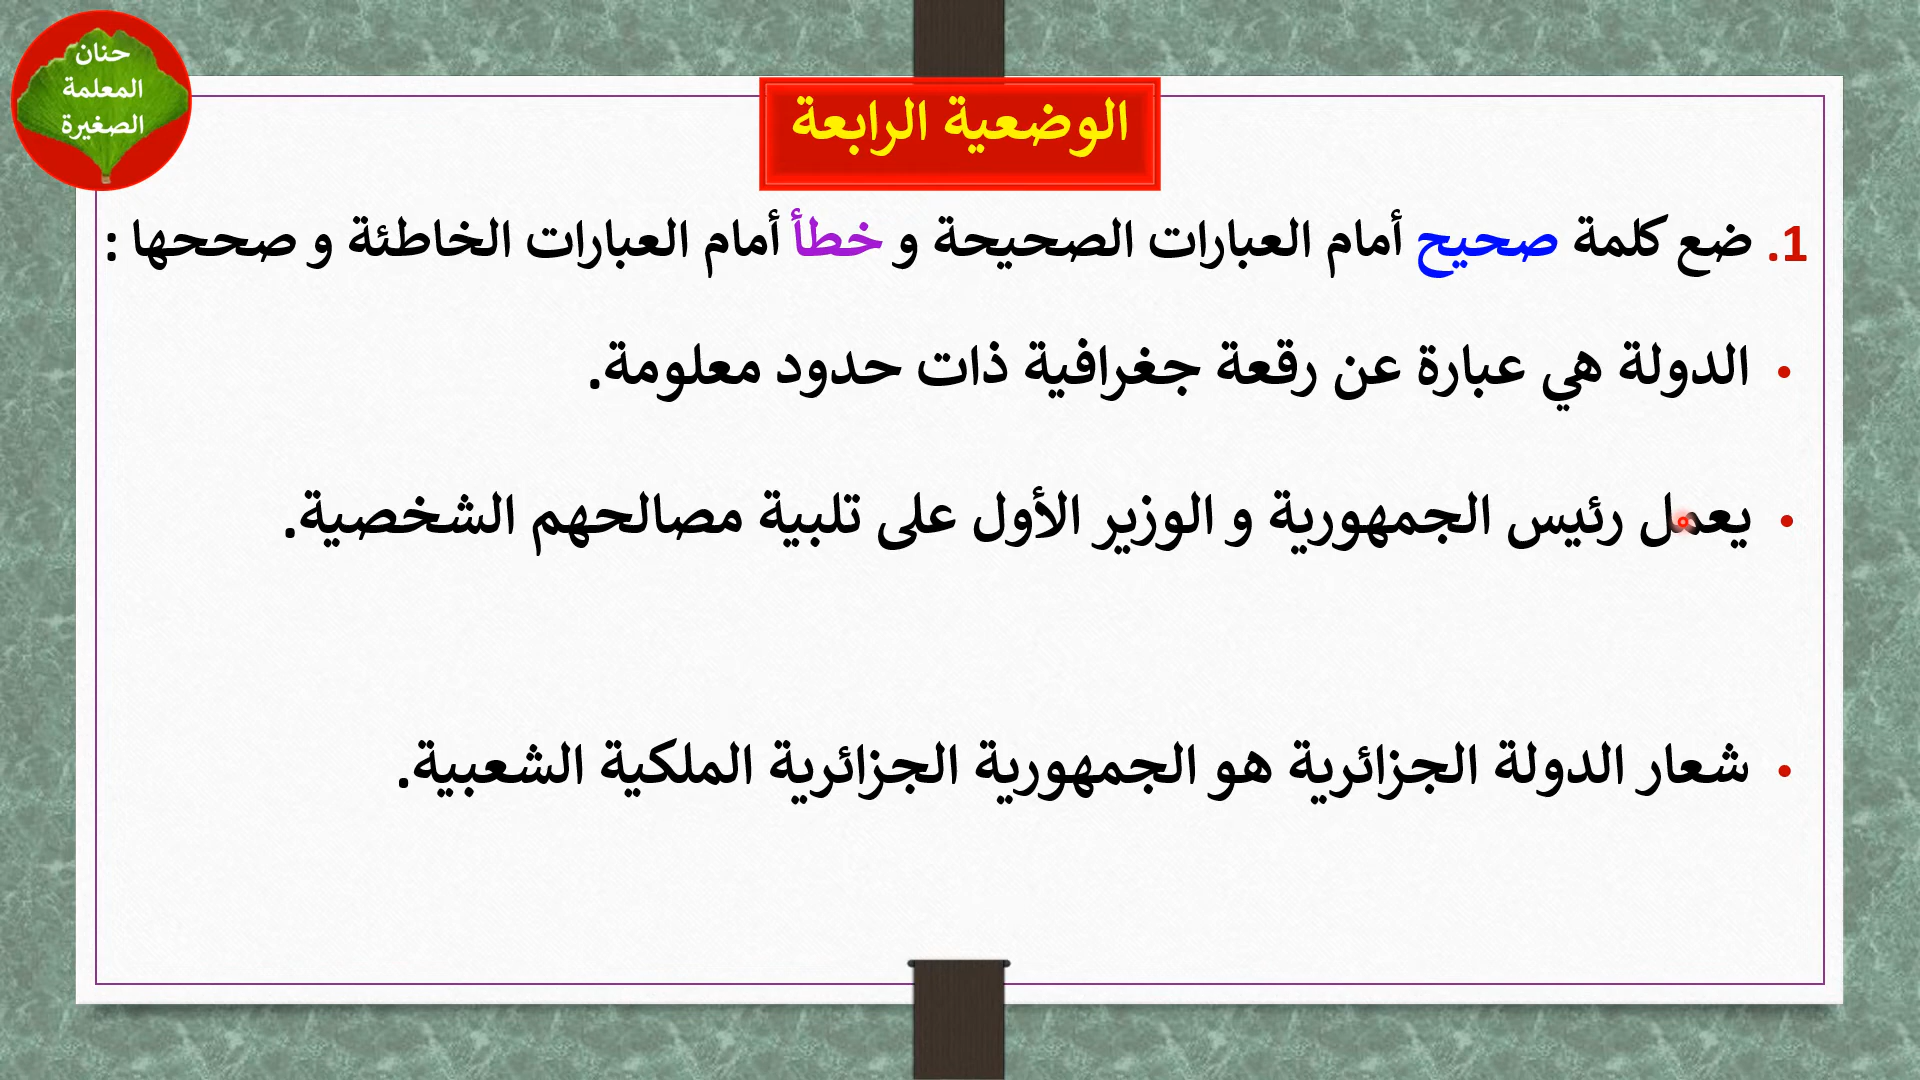 حنان
المعلمة
الصغيرة
الوضعية الرابعة
1. ضع كلمة صحيح أمام العبارات الصحيحة و خطأ أمام العبارات الخاطئة و صححها :
• الدولة هي عبارة عن رقعة جغرافية ذات حدود معلومة.
• يعمل رئيس الجمهورية و الوزير الأول على تلبية مصالحهم الشخصية.
• شعار الدولة الجزائرية هو الجمهورية الجزائرية الملكية الشعبية.